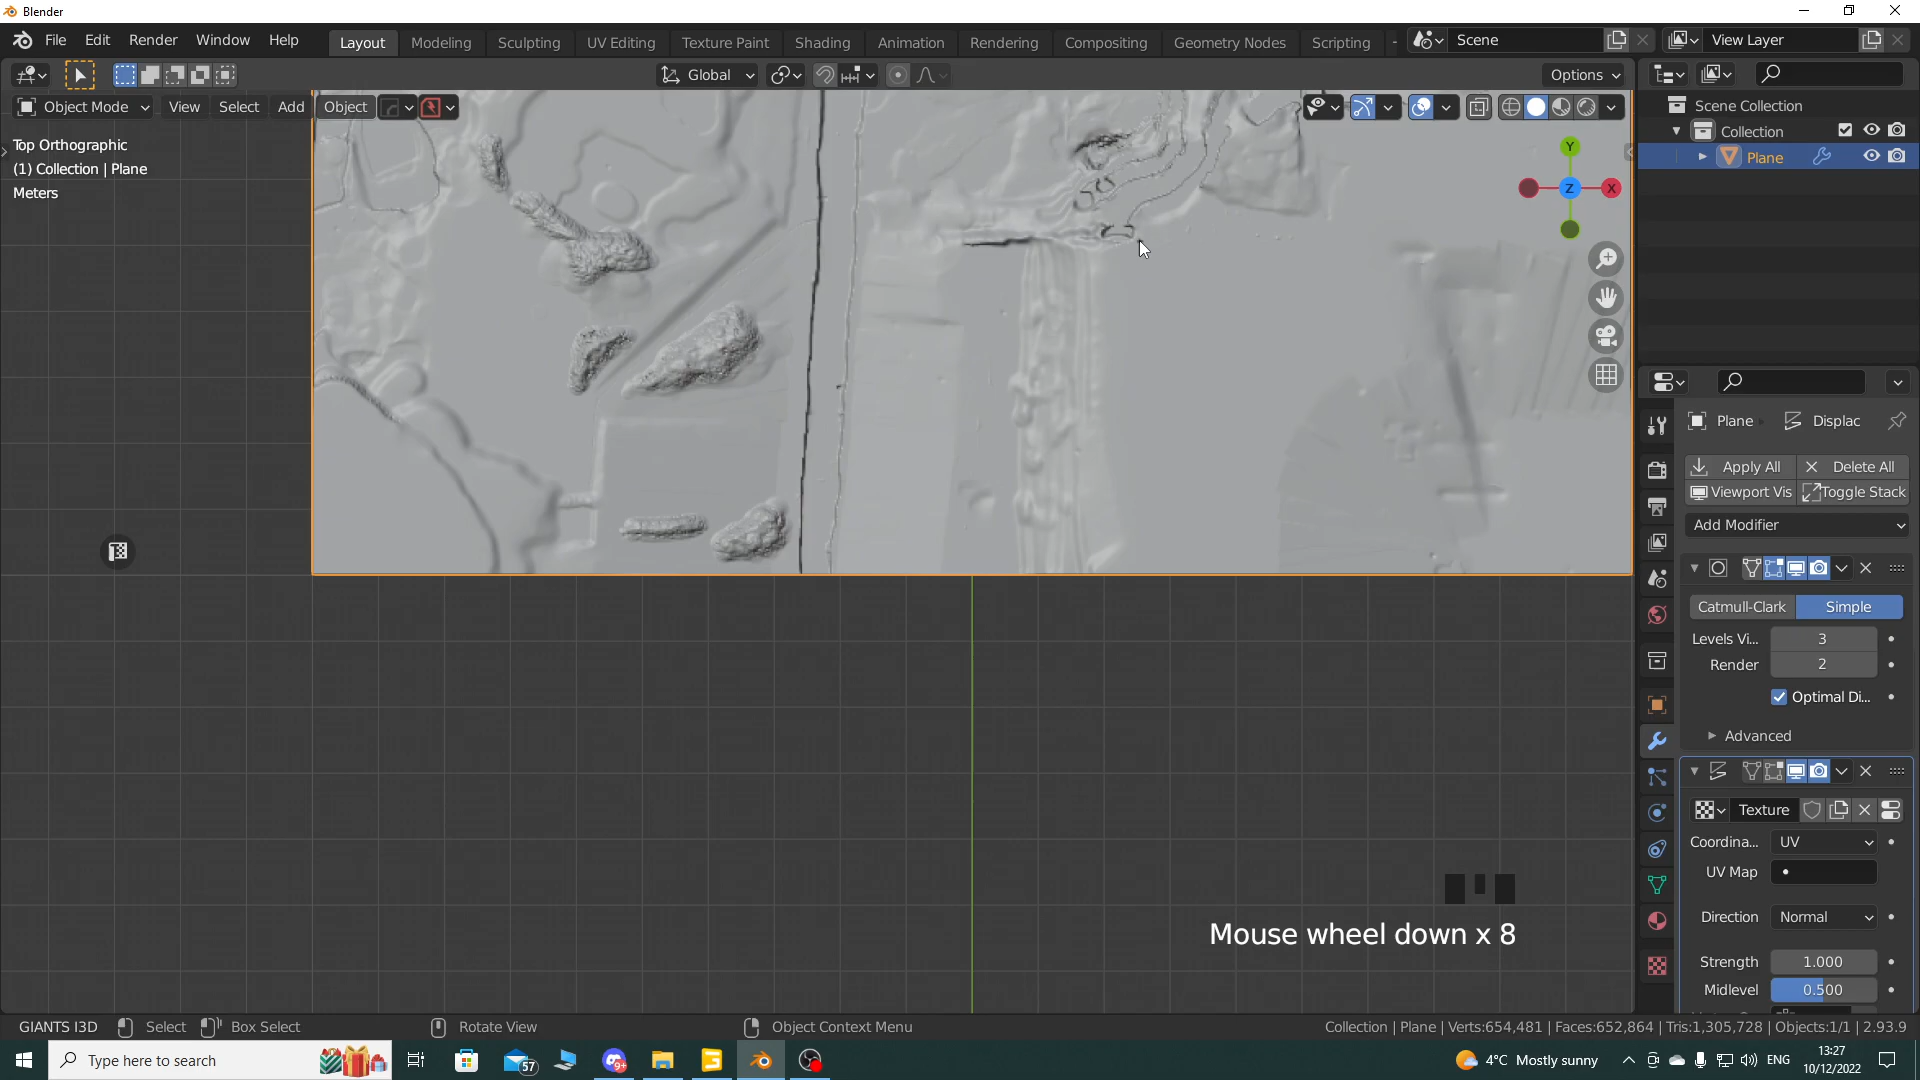 Blender
File Edit Render Window Help
Layout Modeling Sculpting UV Editing Texture Paint Shading Animation Rendering Compositing Geometry Nodes Scripting
Scene
View Layer
Global
Options
Object Mode View Select Add Object
Top Orthographic
(1) Collection | Plane
Meters
Y
Z
X
Scene Collection
Collection
Plane
Plane
Displac
Apply All
Delete All
Viewport Vis
Toggle Stack
Add Modifier
Catmull-Clark
Simple
Levels Vi... 3
Render 2
Optimal Di...
Advanced
Texture
Coordina... UV
UV Map
Direction Normal
Strength 1.000
Midlevel 0.500
Mouse wheel down x 8
GIANTS I3D Select Box Select Rotate View Object Context Menu
Collection | Plane | Verts:654,481 | Faces:652,864 | Tris:1,305,728 | Objects:1/1 | 2.93.9
Type here to search
57
9+
4°C Mostly sunny
ENG
13:27
10/12/2022